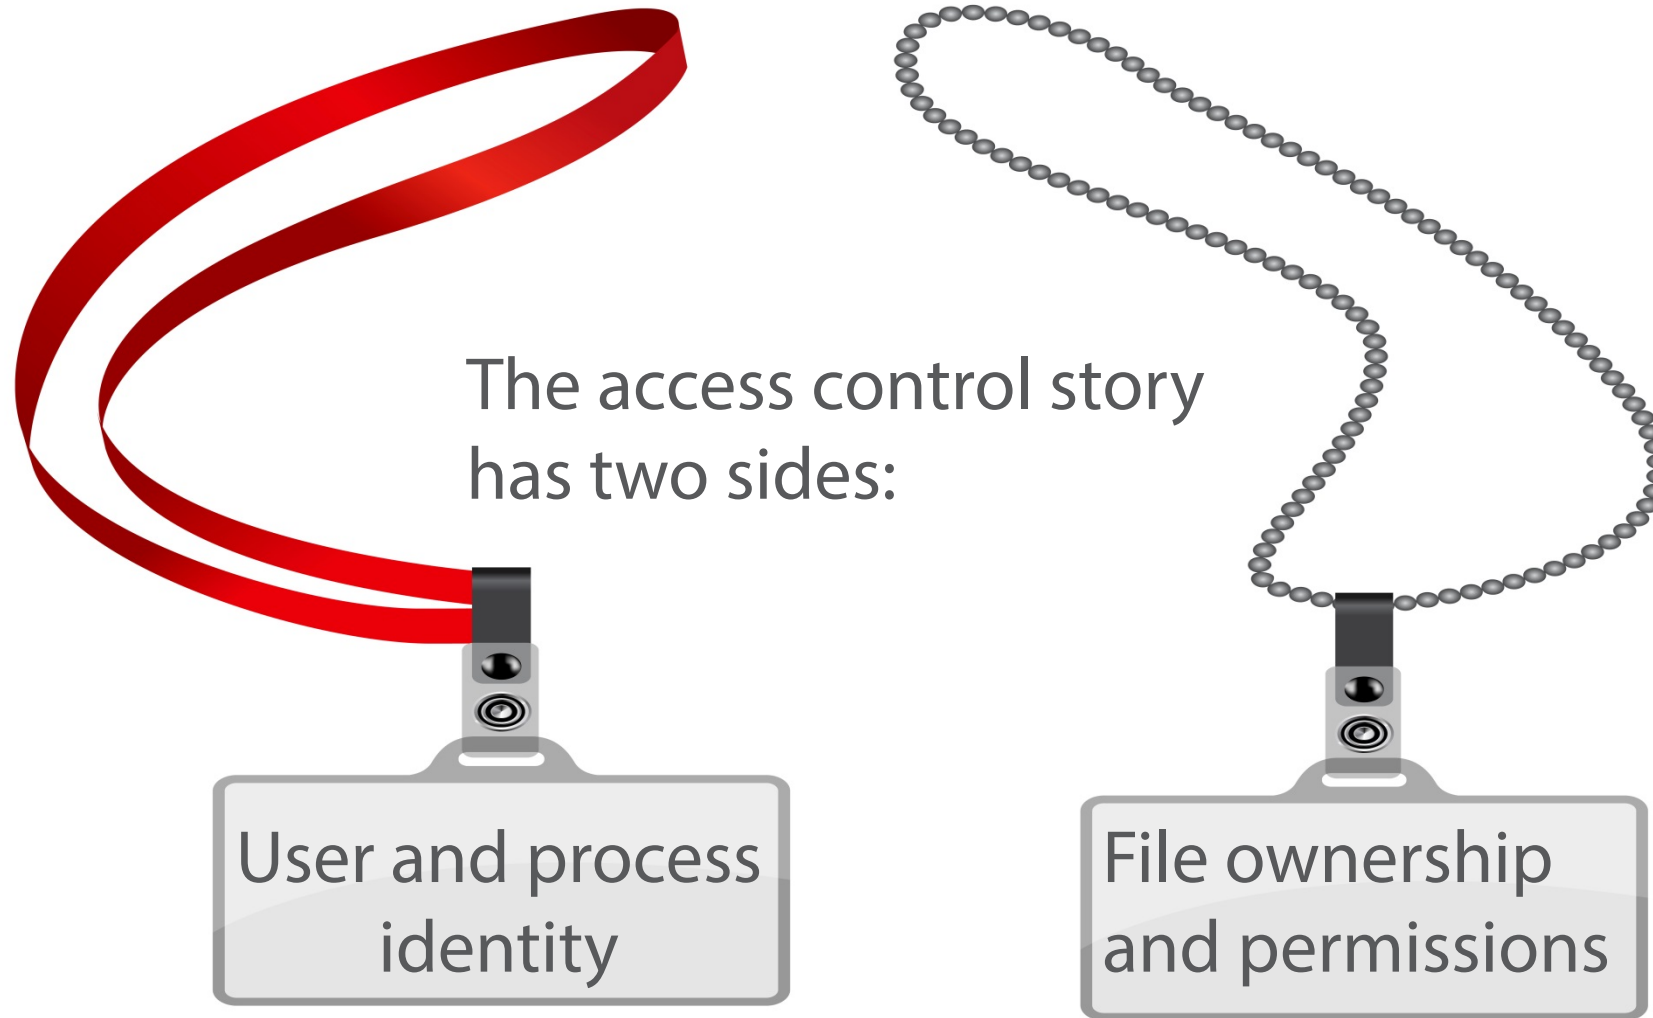 The access control story
has two sides:
User and process
identity
File ownership
and permissions